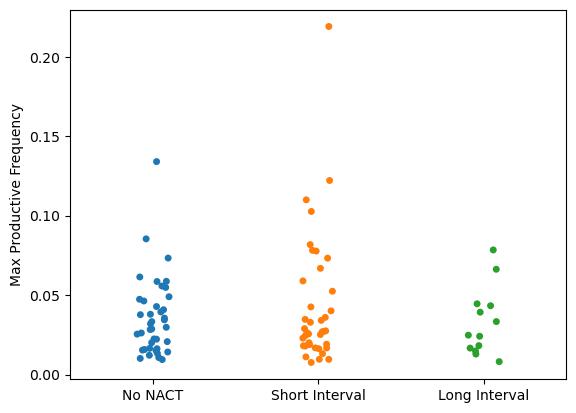 Max Productive Frequency
0.20
0.15
0.10
0.05
0.00
No NACT
Short Interval
Long Interval